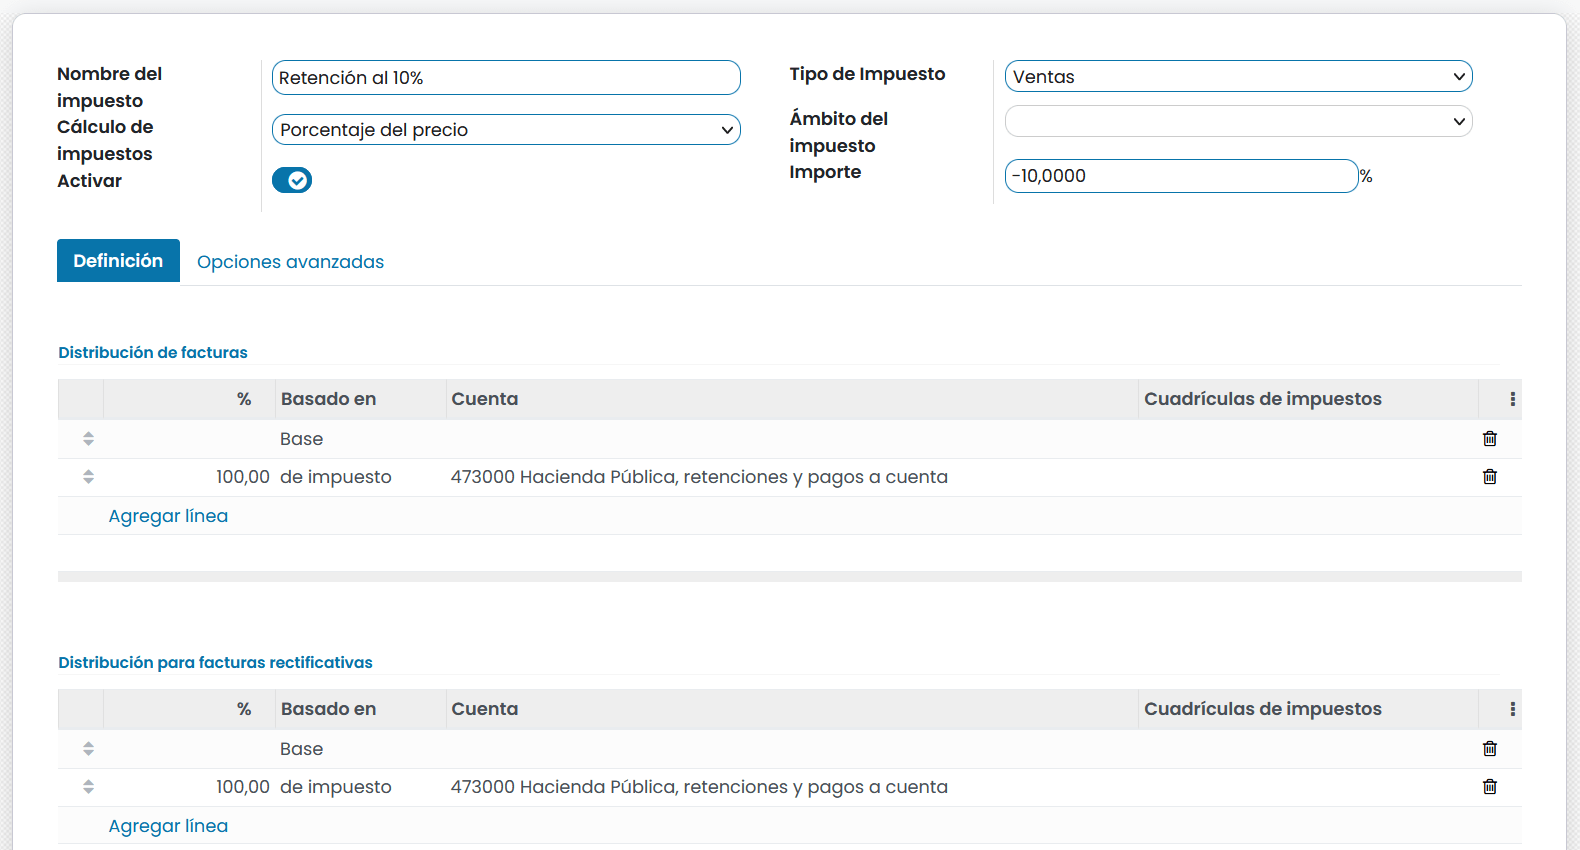 Nombre del
impuesto
Retención al 10%
Cálculo de
impuestos
Porcentaje del precio
Activar
Tipo de Impuesto
Ventas
Ámbito del
impuesto
Importe
-10,0000 %
Definición Opciones avanzadas
Distribución de facturas
% Basado en Cuenta Cuadrículas de impuestos
Base
100,00 de impuesto 473000 Hacienda Pública, retenciones y pagos a cuenta
Agregar línea
Distribución para facturas rectificativas
% Basado en Cuenta Cuadrículas de impuestos
Base
100,00 de impuesto 473000 Hacienda Pública, retenciones y pagos a cuenta
Agregar línea